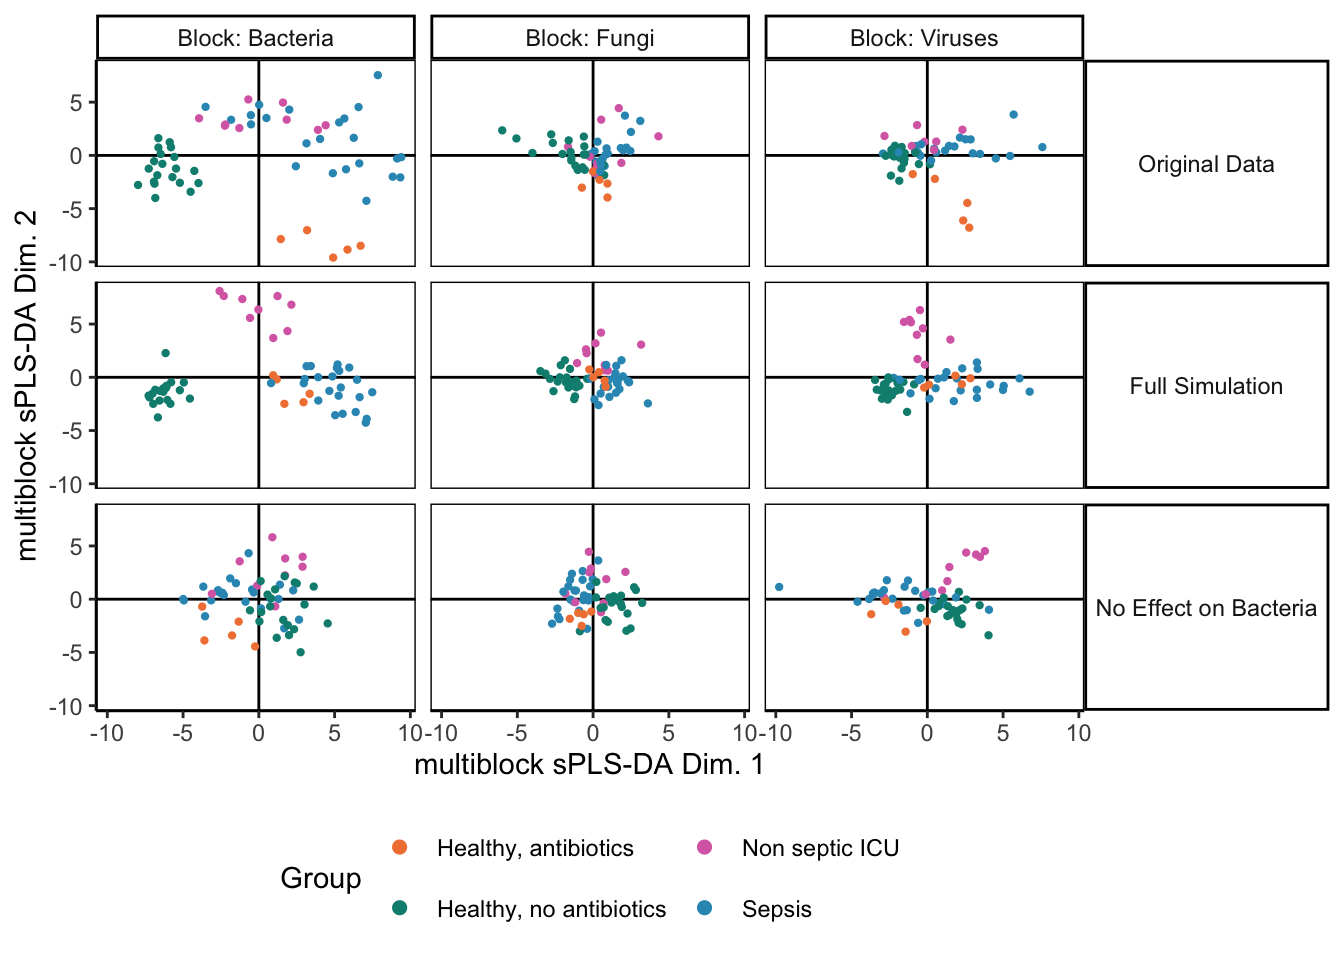 Block: Bacteria Block: Fungi Block: Viruses
5
0
-5
-10
Original Data
5
0
-5
-10
Full Simulation
5
0
-5
-10
No Effect on Bacteria
multiblock sPLS-DA Dim. 2
-10 -5 0 5 10 -10 -5 0 5 10 -10 -5 0 5 10
multiblock sPLS-DA Dim. 1
Group
Healthy, antibiotics
Healthy, no antibiotics
Non septic ICU
Sepsis